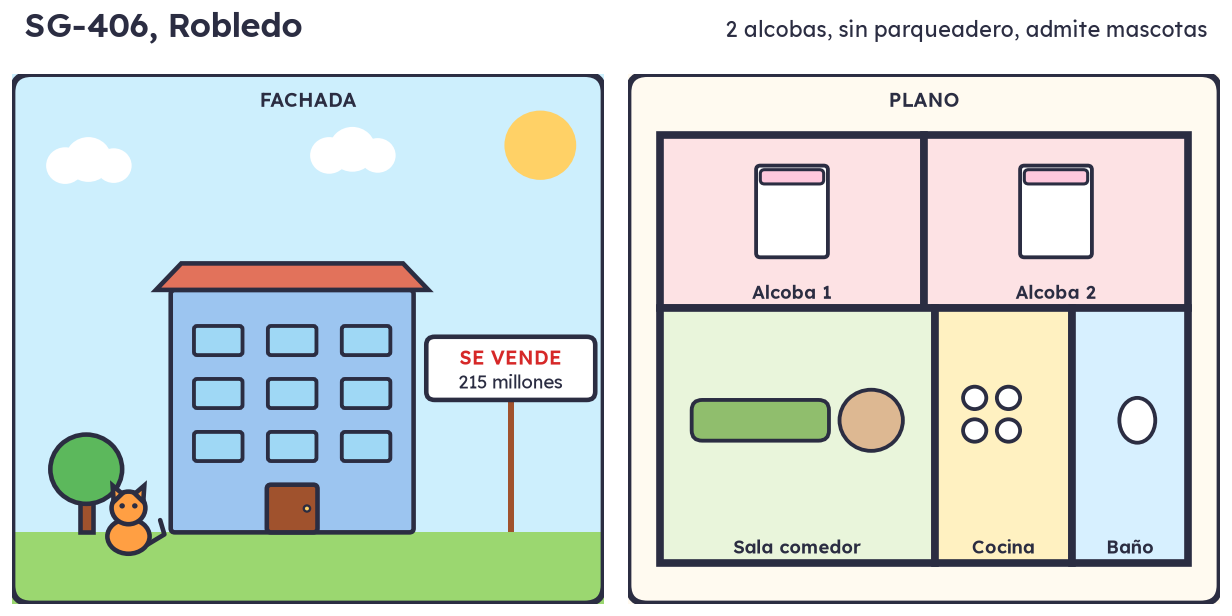 SG-406, Robledo
2 alcobas, sin parqueadero, admite mascotas
FACHADA
SE VENDE
215 millones
PLANO
Alcoba 1
Alcoba 2
Sala comedor
Cocina
Baño